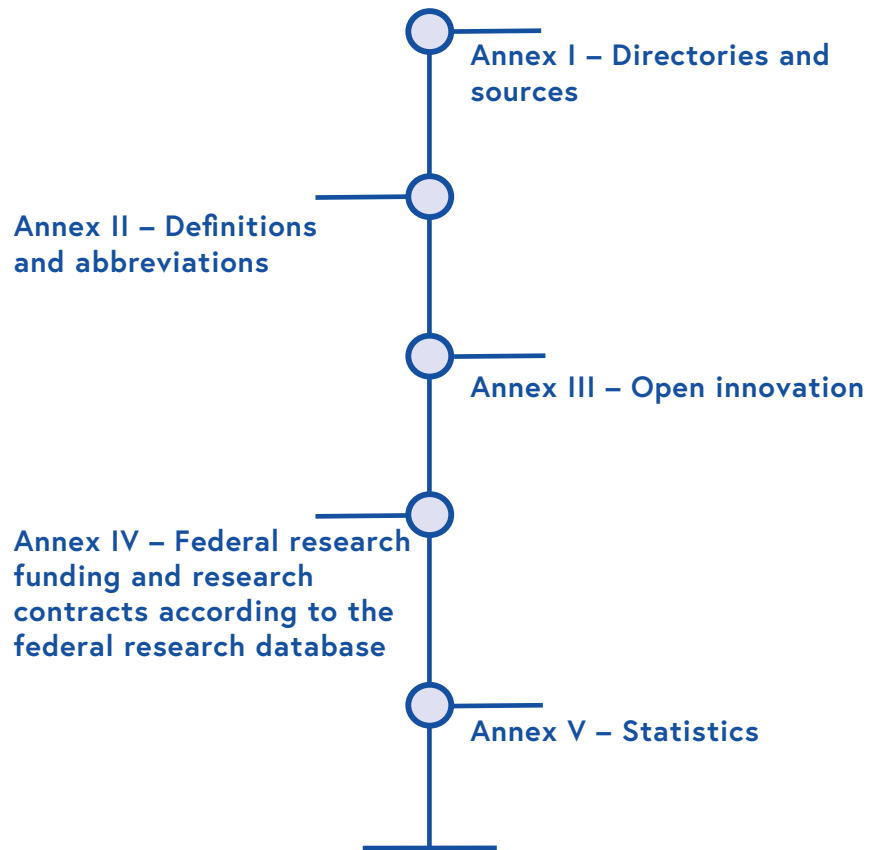 Annex I – Directories and
sources
Annex II – Definitions
and abbreviations
Annex III – Open innovation
Annex IV – Federal research
funding and research
contracts according to the
federal research database
Annex V – Statistics